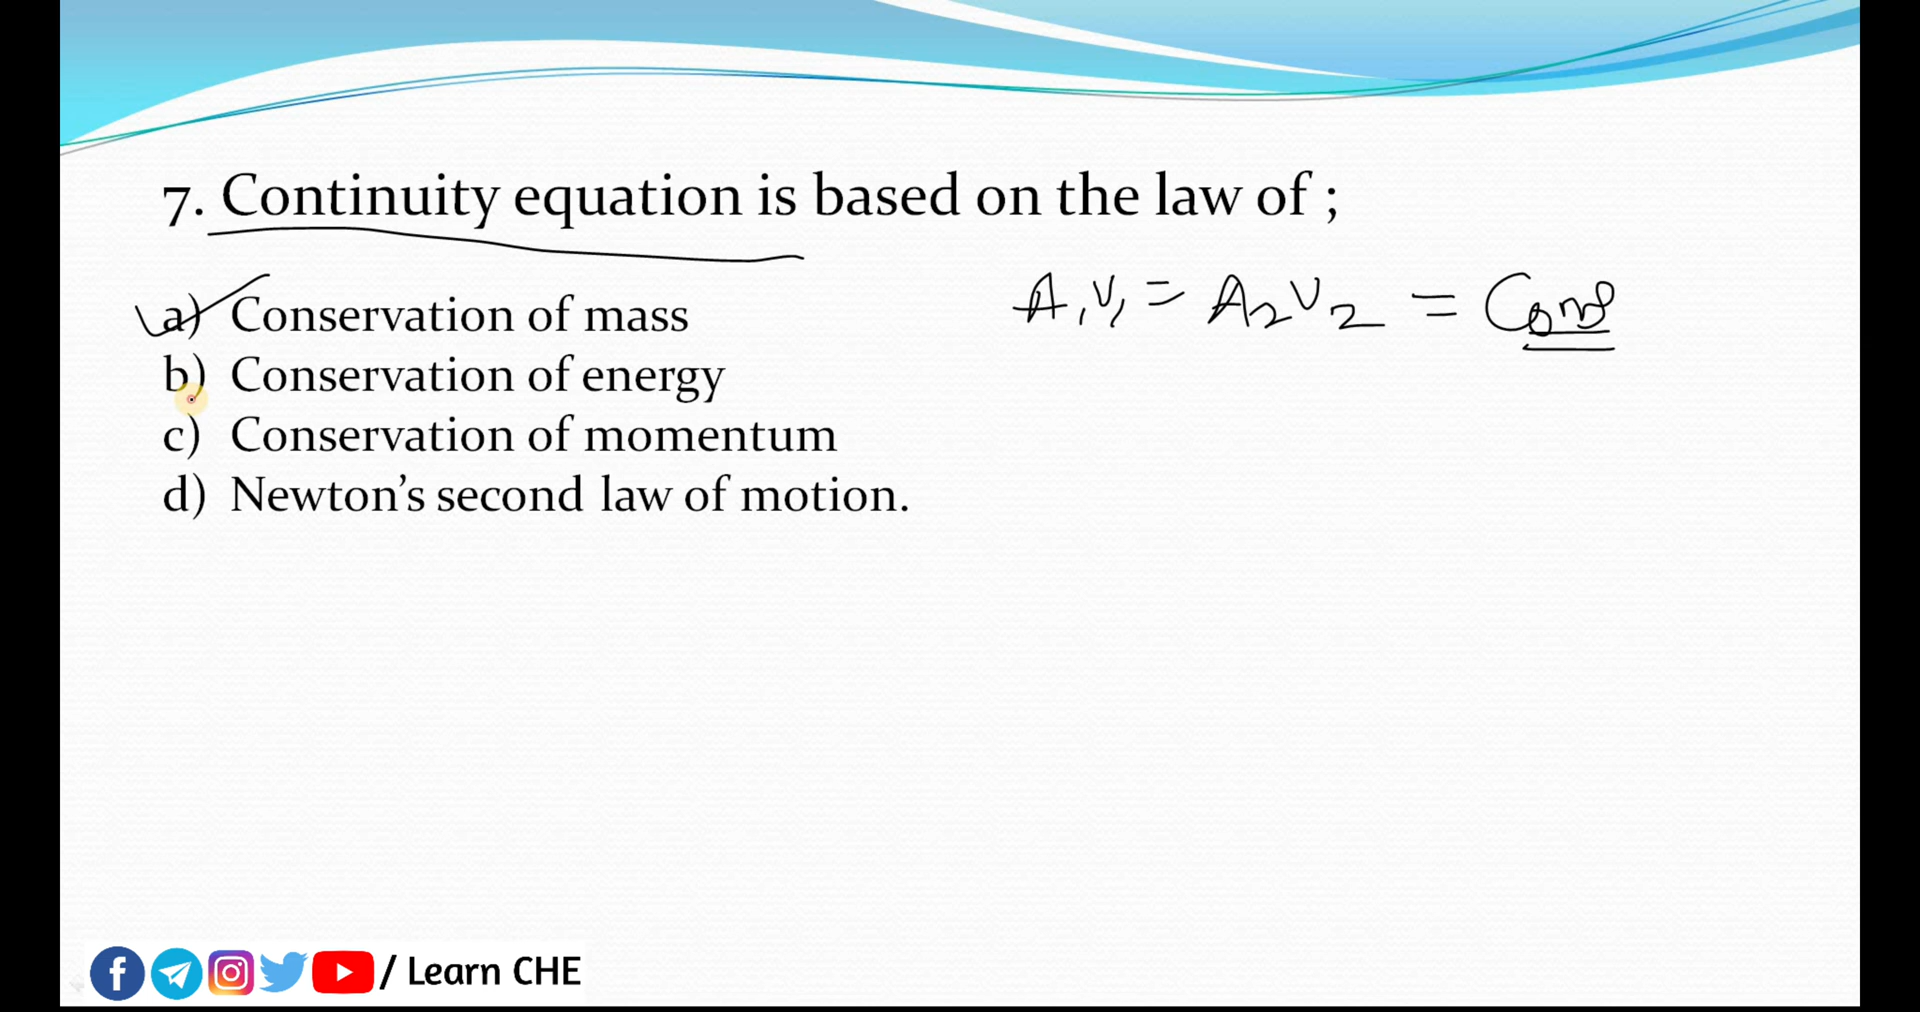 7. Continuity equation is based on the law of ;
a) Conservation of mass
A₁V₁ = A₂V₂ = Cons
b) Conservation of energy
c) Conservation of momentum
d) Newton’s second law of motion.
/ Learn CHE